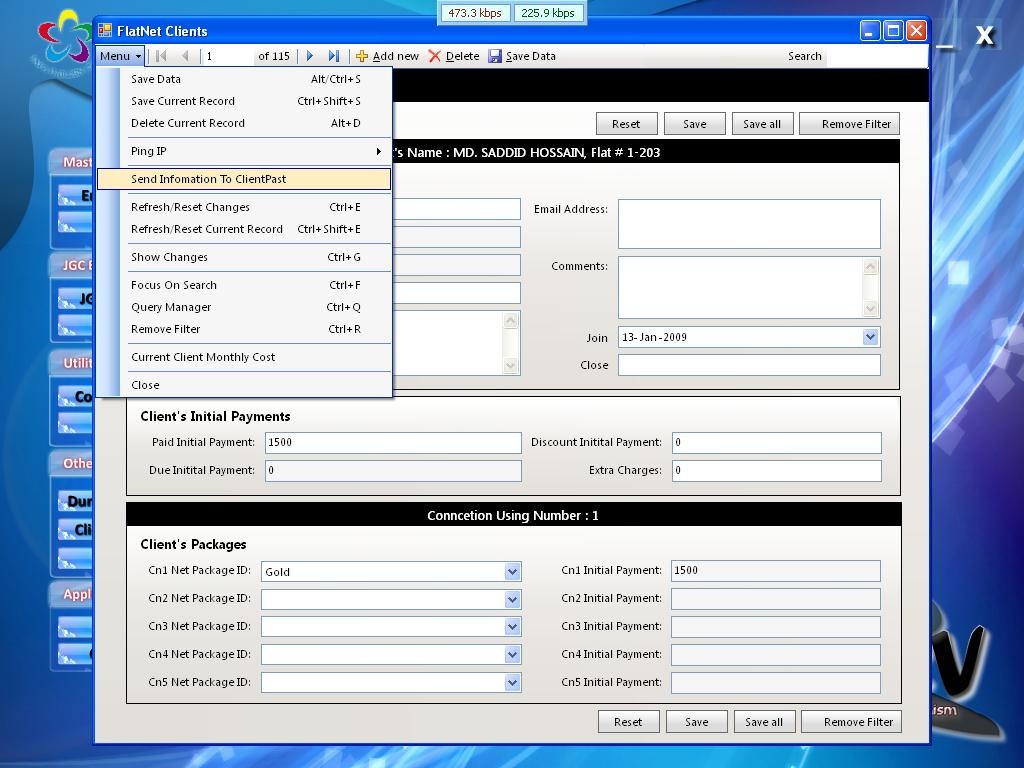 473.3 kbps 225.9 kbps
FlatNet Clients
X
Menu 1 of 115 Add new Delete Save Data Search
Save Data Alt/Ctrl+S
Save Current Record Ctrl+Shift+S
Delete Current Record Alt+D
Ping IP
Send Infomation To ClientPast
Refresh/Reset Changes Ctrl+E
Refresh/Reset Current Record Ctrl+Shift+E
Show Changes Ctrl+G
Focus On Search Ctrl+F
Query Manager Ctrl+Q
Remove Filter Ctrl+R
Current Client Monthly Cost
Close
Reset Save Save all Remove Filter
's Name : MD. SADDID HOSSAIN, Flat # 1-203
Email Address:
Comments:
Join 13-Jan-2009
Close
Client's Initial Payments
Paid Initial Payment: 1500 Discount Initital Payment: 0
Due Initital Payment: 0 Extra Charges: 0
Conncetion Using Number : 1
Client's Packages
Cn1 Net Package ID: Gold Cn1 Initial Payment: 1500
Cn2 Net Package ID: Cn2 Initial Payment:
Cn3 Net Package ID: Cn3 Initial Payment:
Cn4 Net Package ID: Cn4 Initial Payment:
Cn5 Net Package ID: Cn5 Initial Payment:
Reset Save Save all Remove Filter
Mast
JGC
Utilit
Co
Othe
Dur
Cli
Appl
ism